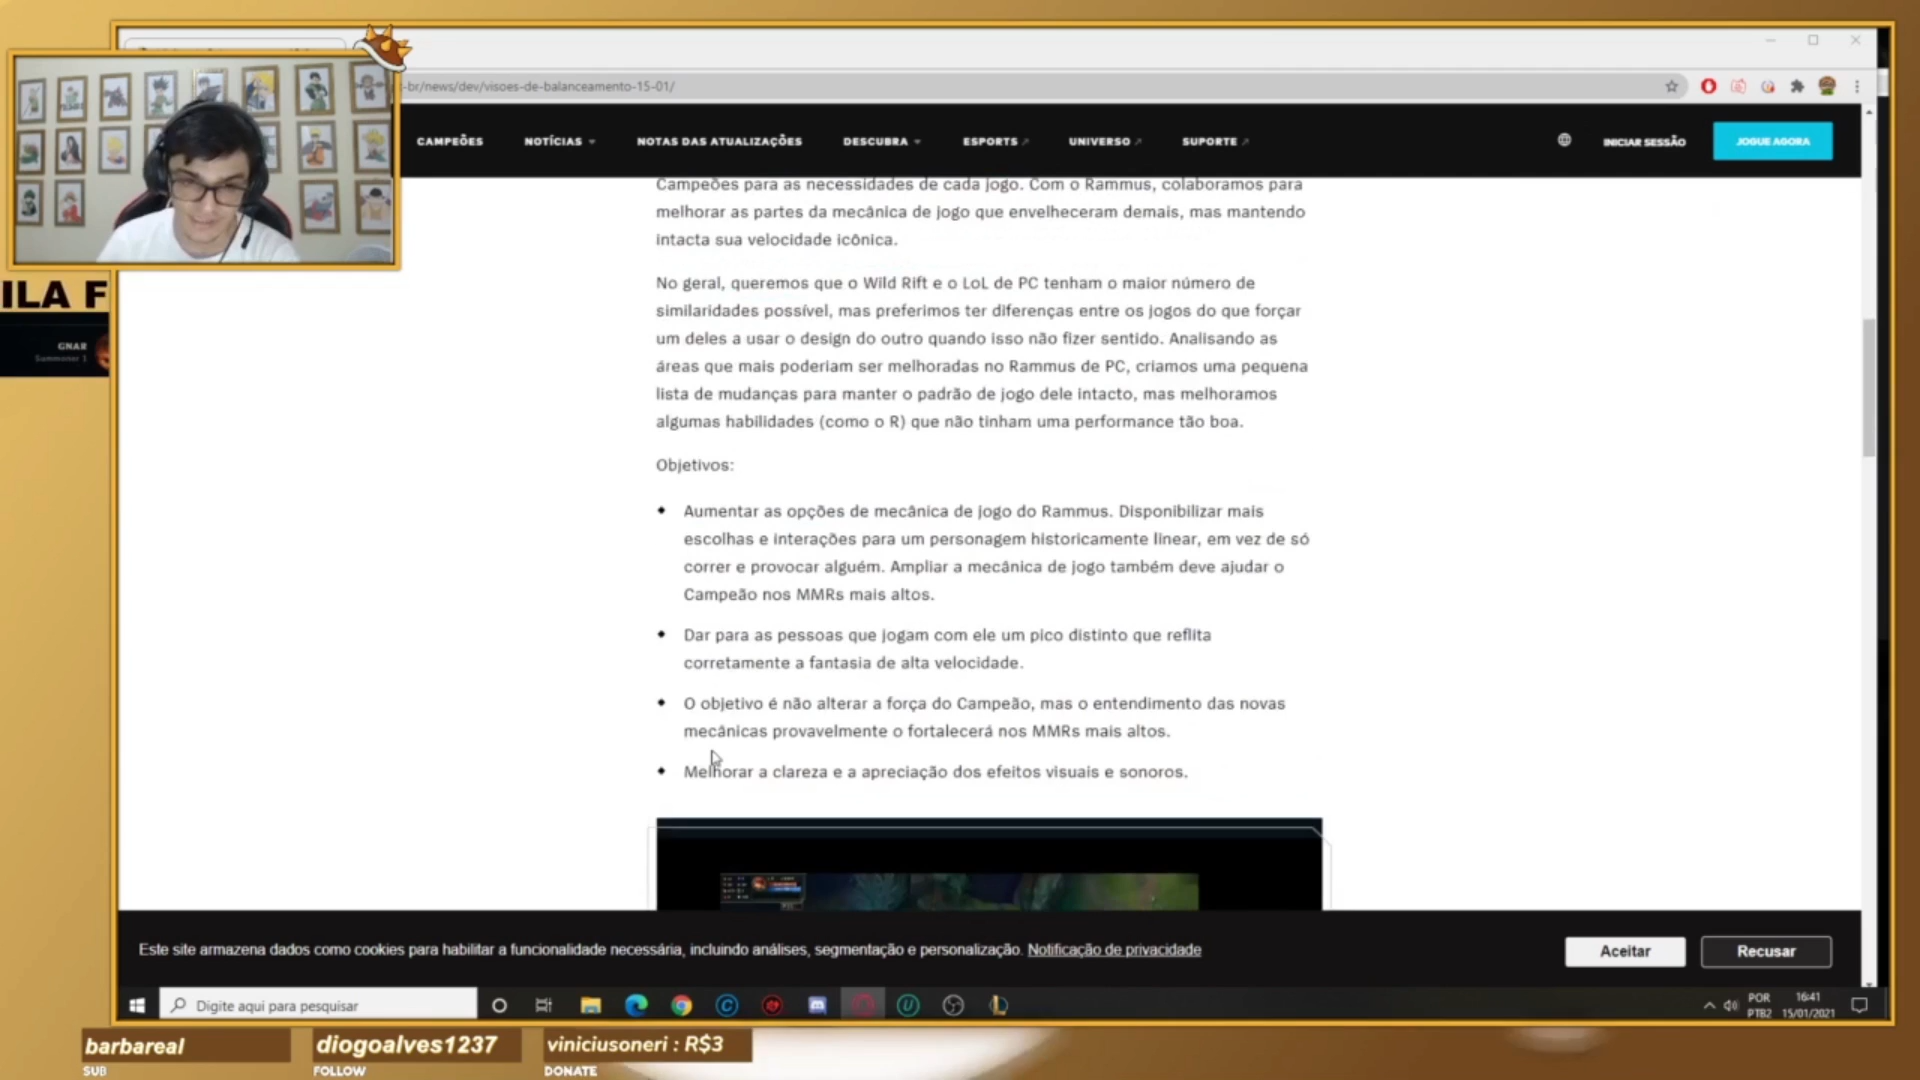 -br/news/dev/visoes-de-balanceamento-15-01/
CAMPEÕES NOTÍCIAS NOTAS DAS ATUALIZAÇÕES DESCUBRA ESPORTS UNIVERSO SUPORTE INICIAR SESSÃO JOGUE AGORA
Campeões para as necessidades de cada jogo. Com o Rammus, colaboramos para
melhorar as partes da mecânica de jogo que envelheceram demais, mas mantendo
intacta sua velocidade icônica.
No geral, queremos que o Wild Rift e o LoL de PC tenham o maior número de
similaridades possível, mas preferimos ter diferenças entre os jogos do que forçar
um deles a usar o design do outro quando isso não fizer sentido. Analisando as
áreas que mais poderiam ser melhoradas no Rammus de PC, criamos uma pequena
lista de mudanças para manter o padrão de jogo dele intacto, mas melhoramos
algumas habilidades (como o R) que não tinham uma performance tão boa.
Objetivos:
Aumentar as opções de mecânica de jogo do Rammus. Disponibilizar mais
escolhas e interações para um personagem historicamente linear, em vez de só
correr e provocar alguém. Ampliar a mecânica de jogo também deve ajudar o
Campeão nos MMRs mais altos.
Dar para as pessoas que jogam com ele um pico distinto que reflita
corretamente a fantasia de alta velocidade.
O objetivo é não alterar a força do Campeão, mas o entendimento das novas
mecânicas provavelmente o fortalecerá nos MMRs mais altos.
Melhorar a clareza e a apreciação dos efeitos visuais e sonoros.
ILA F
GNAR
Summoner 1
Este site armazena dados como cookies para habilitar a funcionalidade necessária, incluindo análises, segmentação e personalização. Notificação de privacidade
Aceitar Recusar
Digite aqui para pesquisar
POR
PTB2
16:41
15/01/2021
barbareal
SUB
diogoalves1237
FOLLOW
viniciusoneri : R$3
DONATE